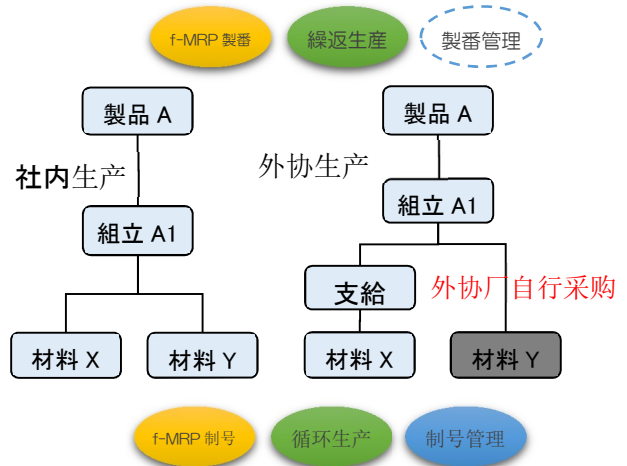 f-MRP 製番
繰返生産
製番管理
製品 A
製品 A
社内生产
外协生产
組立 A1
組立 A1
支給
外协厂自行采购
材料 X
材料 Y
材料 X
材料 Y
f-MRP 制号
循环生产
制号管理